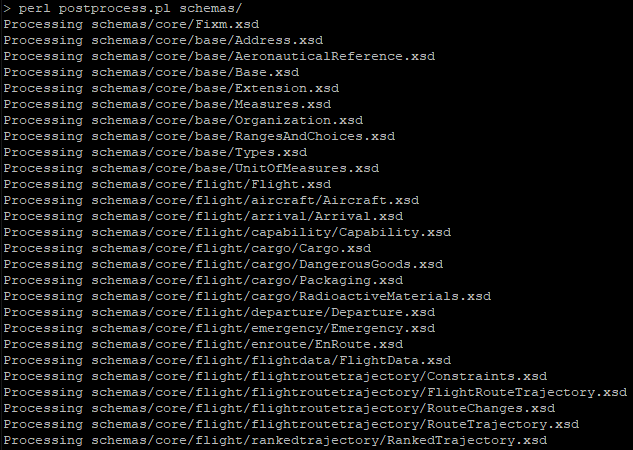 > perl postprocess.pl schemas/
Processing schemas/core/Fixm.xsd
Processing schemas/core/base/Address.xsd
Processing schemas/core/base/AeronauticalReference.xsd
Processing schemas/core/base/Base.xsd
Processing schemas/core/base/Extension.xsd
Processing schemas/core/base/Measures.xsd
Processing schemas/core/base/Organization.xsd
Processing schemas/core/base/RangesAndChoices.xsd
Processing schemas/core/base/Types.xsd
Processing schemas/core/base/UnitOfMeasures.xsd
Processing schemas/core/flight/Flight.xsd
Processing schemas/core/flight/aircraft/Aircraft.xsd
Processing schemas/core/flight/arrival/Arrival.xsd
Processing schemas/core/flight/capability/Capability.xsd
Processing schemas/core/flight/cargo/Cargo.xsd
Processing schemas/core/flight/cargo/DangerousGoods.xsd
Processing schemas/core/flight/cargo/Packaging.xsd
Processing schemas/core/flight/cargo/RadioactiveMaterials.xsd
Processing schemas/core/flight/departure/Departure.xsd
Processing schemas/core/flight/emergency/Emergency.xsd
Processing schemas/core/flight/enroute/EnRoute.xsd
Processing schemas/core/flight/flightdata/FlightData.xsd
Processing schemas/core/flight/flightroutetrajectory/Constraints.xsd
Processing schemas/core/flight/flightroutetrajectory/FlightRouteTrajectory.xsd
Processing schemas/core/flight/flightroutetrajectory/RouteChanges.xsd
Processing schemas/core/flight/flightroutetrajectory/RouteTrajectory.xsd
Processing schemas/core/flight/rankedtrajectory/RankedTrajectory.xsd